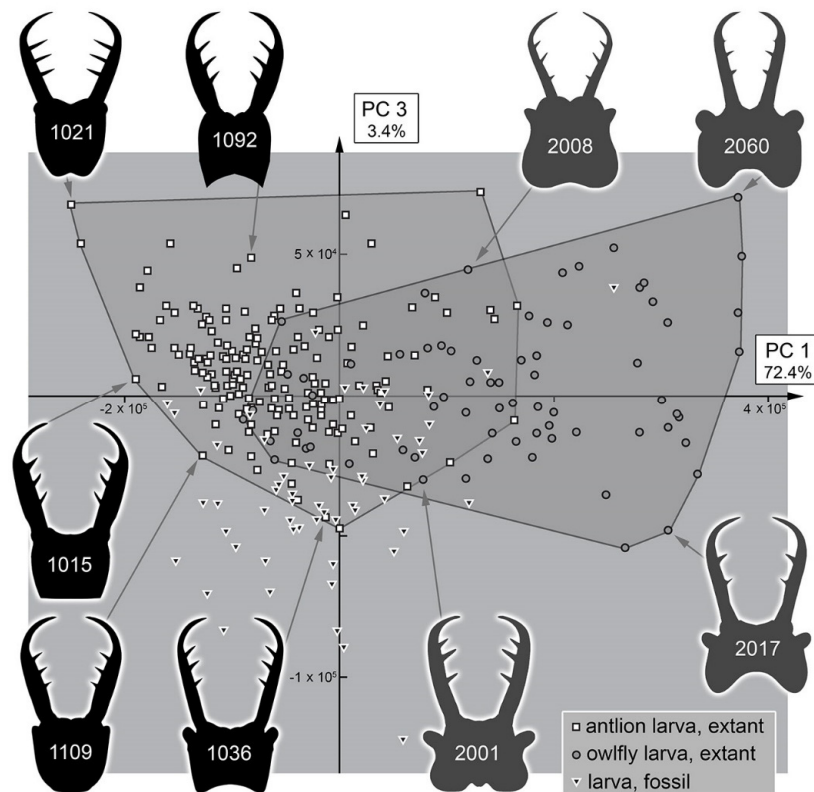 1021
1092
PC 3
3.4%
2008
2060
5 x 10⁴
PC 1
72.4%
-2 x 10⁵
4 x 10⁵
1015
2017
-1 x 10⁵
1109
1036
2001
antlion larva, extant
owlfly larva, extant
larva, fossil